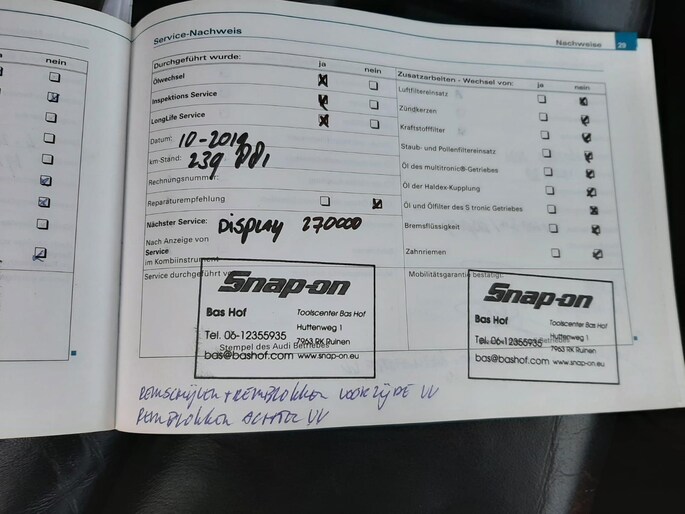 nein
Service-Nachweis
Nachweise 29
Durchgeführt wurde: ja nein
Ölwechsel
Inspektions Service
LongLife Service
Datum: 10-2019
km-Stand:
Rechnungsnummer:
Reparaturempfehlung
Nächster Service: Display 270000
Nach Anzeige von
Service
im Kombiinstrument
Service durchgeführt
Zusatzarbeiten - Wechsel von: ja nein
Luftfiltereinsatz
Zündkerzen
Kraftstofffilter
Staub- und Pollenfiltereinsatz
Öl des multitronic®-Getriebes
Öl der Haldex-Kupplung
Öl und Ölfilter des S tronic Getriebes
Bremsflüssigkeit
Zahnriemen
Mobilitätsgarantie bestätigt:
Snap-on
Bas Hof Toolscenter Bas Hof
Huttenweg 1
Tel. 06-12355935 7963 RK Ruinen
Stempel des Audi Betriebes
bas@bashof.com www.snap-on.eu
Snap-on
Bas Hof Toolscenter Bas Hof
Huttenweg 1
Tel. 06-12355935 7963 RK Ruinen
bas@bashof.com www.snap-on.eu
Remschijven + Remblokken voorzijde VV
Remblokken achter VV